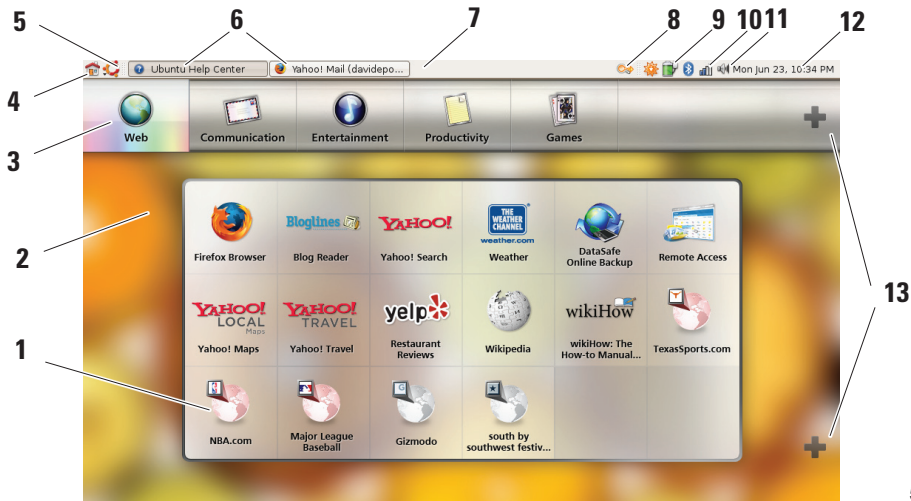 5 6 7 8 9 10 11 12
Ubuntu Help Center Yahoo! Mail (davidepo... Mon Jun 23, 10:34 PM
4
Web Communication Entertainment Productivity Games
3
Bloglines YAHOO! THE WEATHER CHANNEL weather.com
Firefox Browser Blog Reader Yahoo! Search Weather DataSafe Online Backup Remote Access
2
13
YAHOO! LOCAL Maps YAHOO! TRAVEL yelp wikiHow
Yahoo! Maps Yahoo! Travel Restaurant Reviews Wikipedia wikiHow: The How-to Manual... TexasSports.com
1
G
NBA.com Major League Baseball Gizmodo south by southwest festiv...